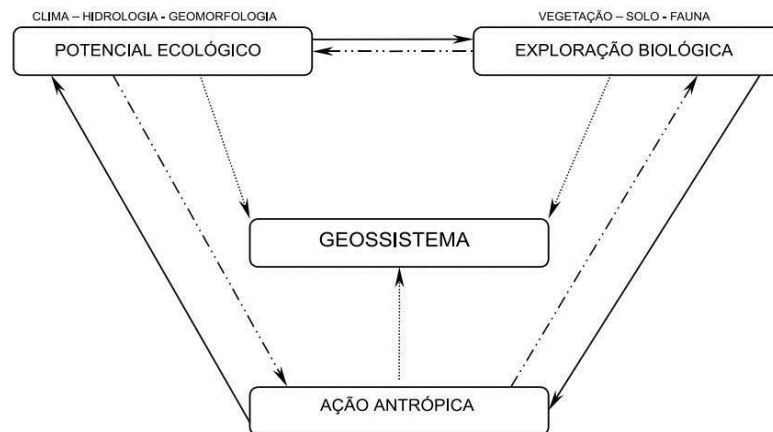 CLIMA – HIDROLOGIA - GEOMORFOLOGIA
POTENCIAL ECOLÓGICO
VEGETAÇÃO – SOLO - FAUNA
EXPLORAÇÃO BIOLÓGICA
GEOSSISTEMA
AÇÃO ANTRÓPICA